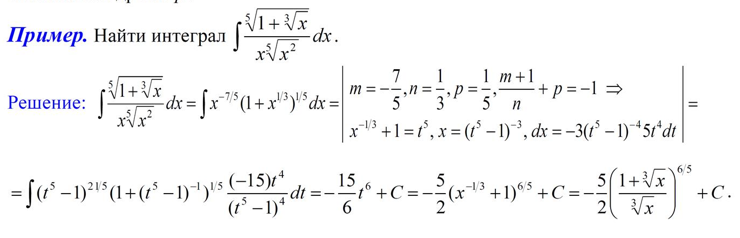 Пример. Найти интеграл ∫ ⁵√(1+∛x) / (x ⁵√(x²)) dx.
Решение: ∫ ⁵√(1+∛x) / (x ⁵√(x²)) dx = ∫ x^(−7/5) (1+x^(1/3))^(1/5) dx = | m = −7/5, n = 1/3, p = 1/5, (m+1)/n + p = −1 ⇒
x^(−1/3) + 1 = t⁵, x = (t⁵ − 1)^(−3), dx = −3(t⁵ − 1)^(−4) 5t⁴dt | =
= ∫ (t⁵ − 1)^(21/5) (1 + (t⁵ − 1)^(−1))^(1/5) (−15)t⁴ / (t⁵ − 1)⁴ dt = −15/6 t⁶ + C = −5/2 (x^(−1/3) + 1)^(6/5) + C = −5/2 ((1+∛x) / ∛x)^(6/5) + C.